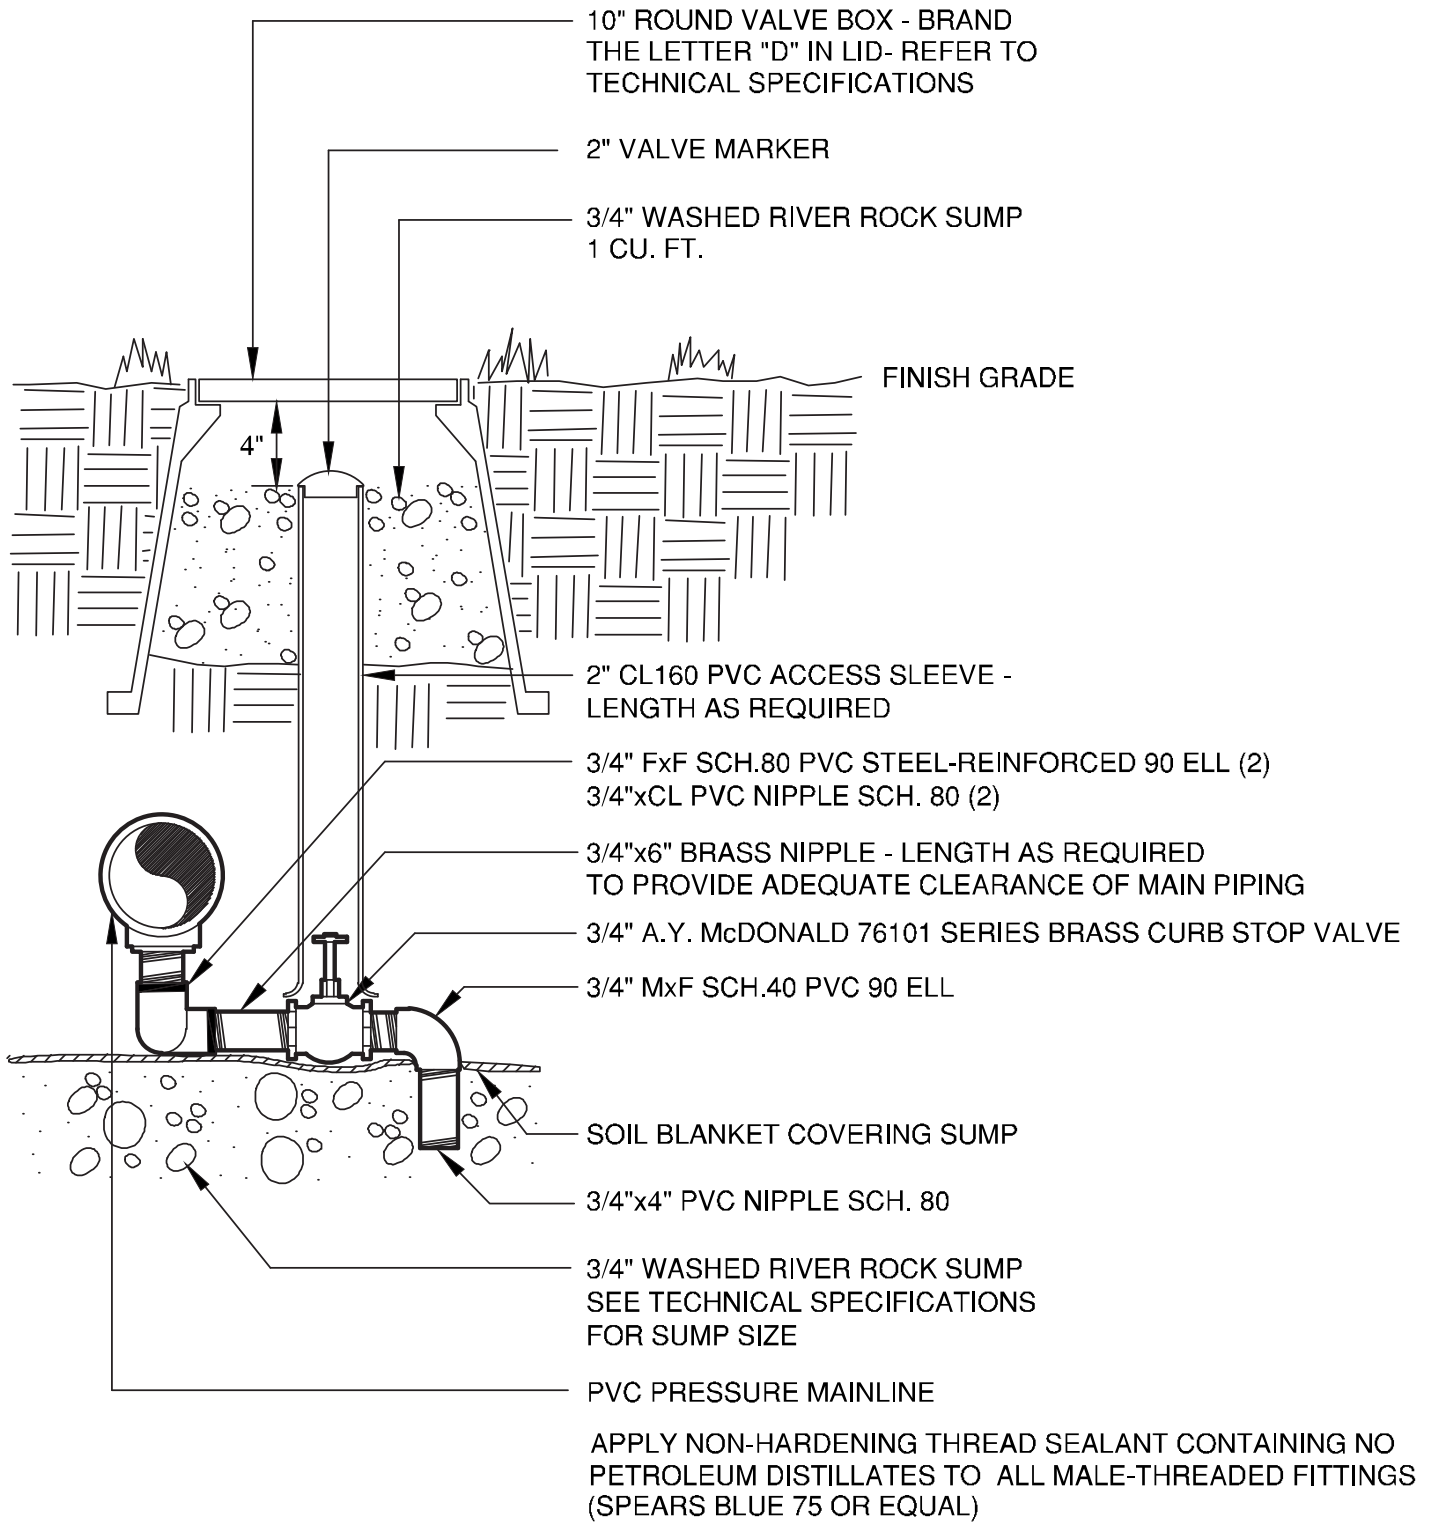 10" ROUND VALVE BOX - BRAND
THE LETTER "D" IN LID- REFER TO
TECHNICAL SPECIFICATIONS
2" VALVE MARKER
3/4" WASHED RIVER ROCK SUMP
1 CU. FT.
FINISH GRADE
4"
2" CL160 PVC ACCESS SLEEVE -
LENGTH AS REQUIRED
3/4" FxF SCH.80 PVC STEEL-REINFORCED 90 ELL (2)
3/4"xCL PVC NIPPLE SCH. 80 (2)
3/4"x6" BRASS NIPPLE - LENGTH AS REQUIRED
TO PROVIDE ADEQUATE CLEARANCE OF MAIN PIPING
3/4" A.Y. McDONALD 76101 SERIES BRASS CURB STOP VALVE
3/4" MxF SCH.40 PVC 90 ELL
SOIL BLANKET COVERING SUMP
3/4"x4" PVC NIPPLE SCH. 80
3/4" WASHED RIVER ROCK SUMP
SEE TECHNICAL SPECIFICATIONS
FOR SUMP SIZE
PVC PRESSURE MAINLINE
APPLY NON-HARDENING THREAD SEALANT CONTAINING NO
PETROLEUM DISTILLATES TO  ALL MALE-THREADED FITTINGS
(SPEARS BLUE 75 OR EQUAL)